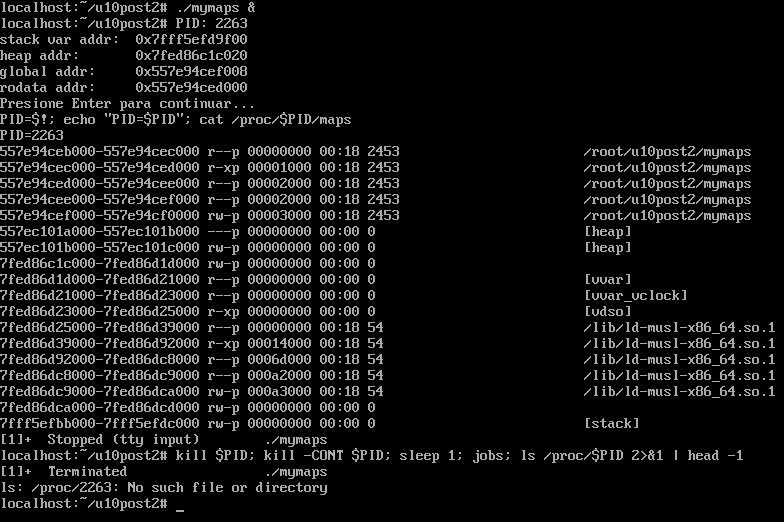 localhost:~/u10post2# ./mymaps &
localhost:~/u10post2# PID: 2263
stack var addr:  0x7fff5efd9f00
heap addr:       0x7fed86c1c020
global addr:     0x557e94cef008
rodata addr:     0x557e94ced000
Presione Enter para continuar...
PID=$!; echo "PID=$PID"; cat /proc/$PID/maps
PID=2263
557e94ceb000-557e94cec000 r--p 00000000 00:18 2453                       /root/u10post2/mymaps
557e94cec000-557e94ced000 r-xp 00001000 00:18 2453                       /root/u10post2/mymaps
557e94ced000-557e94cee000 r--p 00002000 00:18 2453                       /root/u10post2/mymaps
557e94cee000-557e94cef000 r--p 00002000 00:18 2453                       /root/u10post2/mymaps
557e94cef000-557e94cf0000 rw-p 00003000 00:18 2453                       /root/u10post2/mymaps
557ec101a000-557ec101b000 ---p 00000000 00:00 0                          [heap]
557ec101b000-557ec101c000 rw-p 00000000 00:00 0                          [heap]
7fed86c1c000-7fed86d1d000 rw-p 00000000 00:00 0
7fed86d1d000-7fed86d21000 r--p 00000000 00:00 0                          [vvar]
7fed86d21000-7fed86d23000 r--p 00000000 00:00 0                          [vvar_vclock]
7fed86d23000-7fed86d25000 r-xp 00000000 00:00 0                          [vdso]
7fed86d25000-7fed86d39000 r--p 00000000 00:18 54                         /lib/ld-musl-x86_64.so.1
7fed86d39000-7fed86d92000 r-xp 00014000 00:18 54                         /lib/ld-musl-x86_64.so.1
7fed86d92000-7fed86dc8000 r--p 0006d000 00:18 54                         /lib/ld-musl-x86_64.so.1
7fed86dc8000-7fed86dc9000 r--p 000a2000 00:18 54                         /lib/ld-musl-x86_64.so.1
7fed86dc9000-7fed86dca000 rw-p 000a3000 00:18 54                         /lib/ld-musl-x86_64.so.1
7fed86dca000-7fed86dcd000 rw-p 00000000 00:00 0
7fff5efbb000-7fff5efdc000 rw-p 00000000 00:00 0                          [stack]
[1]+  Stopped (tty input)        ./mymaps
localhost:~/u10post2# kill $PID; kill -CONT $PID; sleep 1; jobs; ls /proc/$PID 2>&1 | head -1
[1]+  Terminated                 ./mymaps
ls: /proc/2263: No such file or directory
localhost:~/u10post2# _